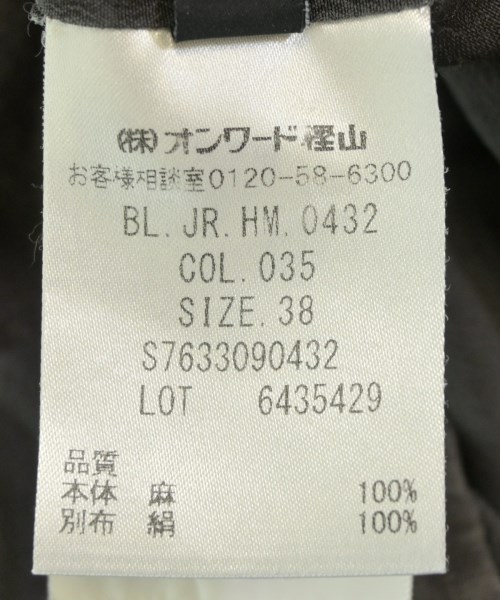 (株)オンワード樫山
お客様相談室0120-58-6300
BL.JR.HM.0432
COL.035
SIZE.38
S7633090432
LOT 6435429
品質
本体 麻 100%
別布 絹 100%